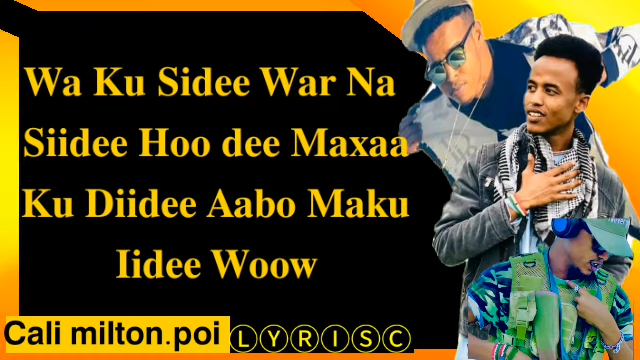 Wa Ku Sidee War Na
Siidee Hoo dee Maxaa
Ku Diidee Aabo Maku
Iidee Woow
Cali milton.poi ⓁⓎⓇⒾⓈⒸ